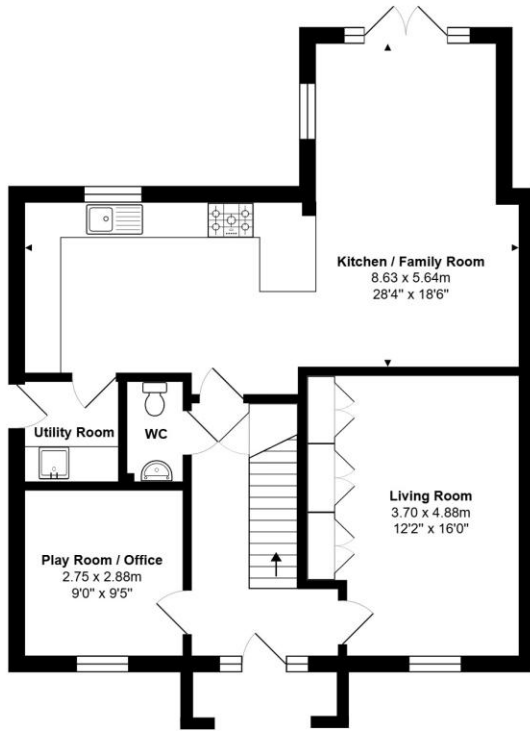 Kitchen / Family Room
8.63 x 5.64m
28'4" x 18'6"
Utility Room
WC
Living Room
3.70 x 4.88m
12'2" x 16'0"
Play Room / Office
2.75 x 2.88m
9'0" x 9'5"